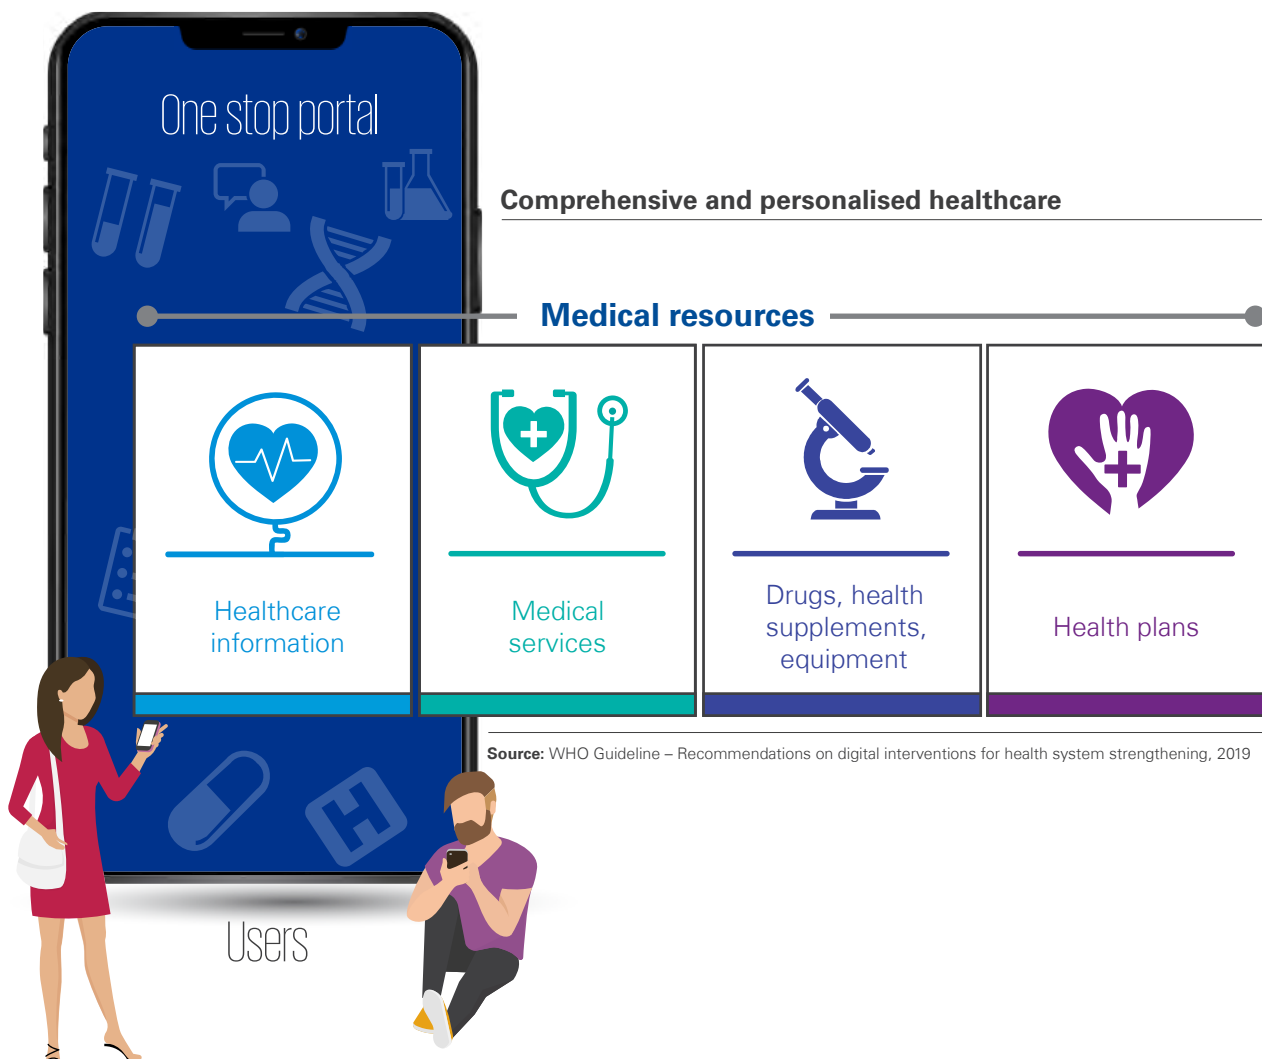 One stop portal
Comprehensive and personalised healthcare
Medical resources
Healthcare
information
Medical
services
Drugs, health
supplements,
equipment
Health plans
Source: WHO Guideline – Recommendations on digital interventions for health system strengthening, 2019
H
Users